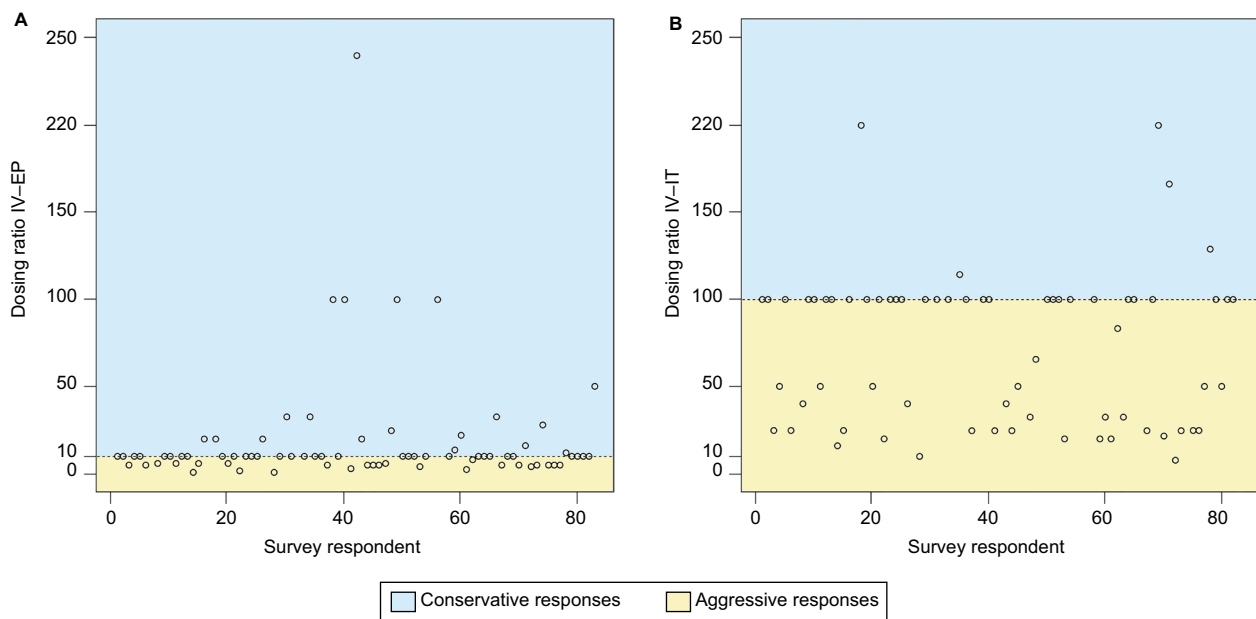 A
250
220
150
100
50
10
0
Dosing ratio IV–EP
0 20 40 60 80
Survey respondent
B
250
220
150
100
50
10
0
Dosing ratio IV–IT
0 20 40 60 80
Survey respondent
Conservative responses
Aggressive responses